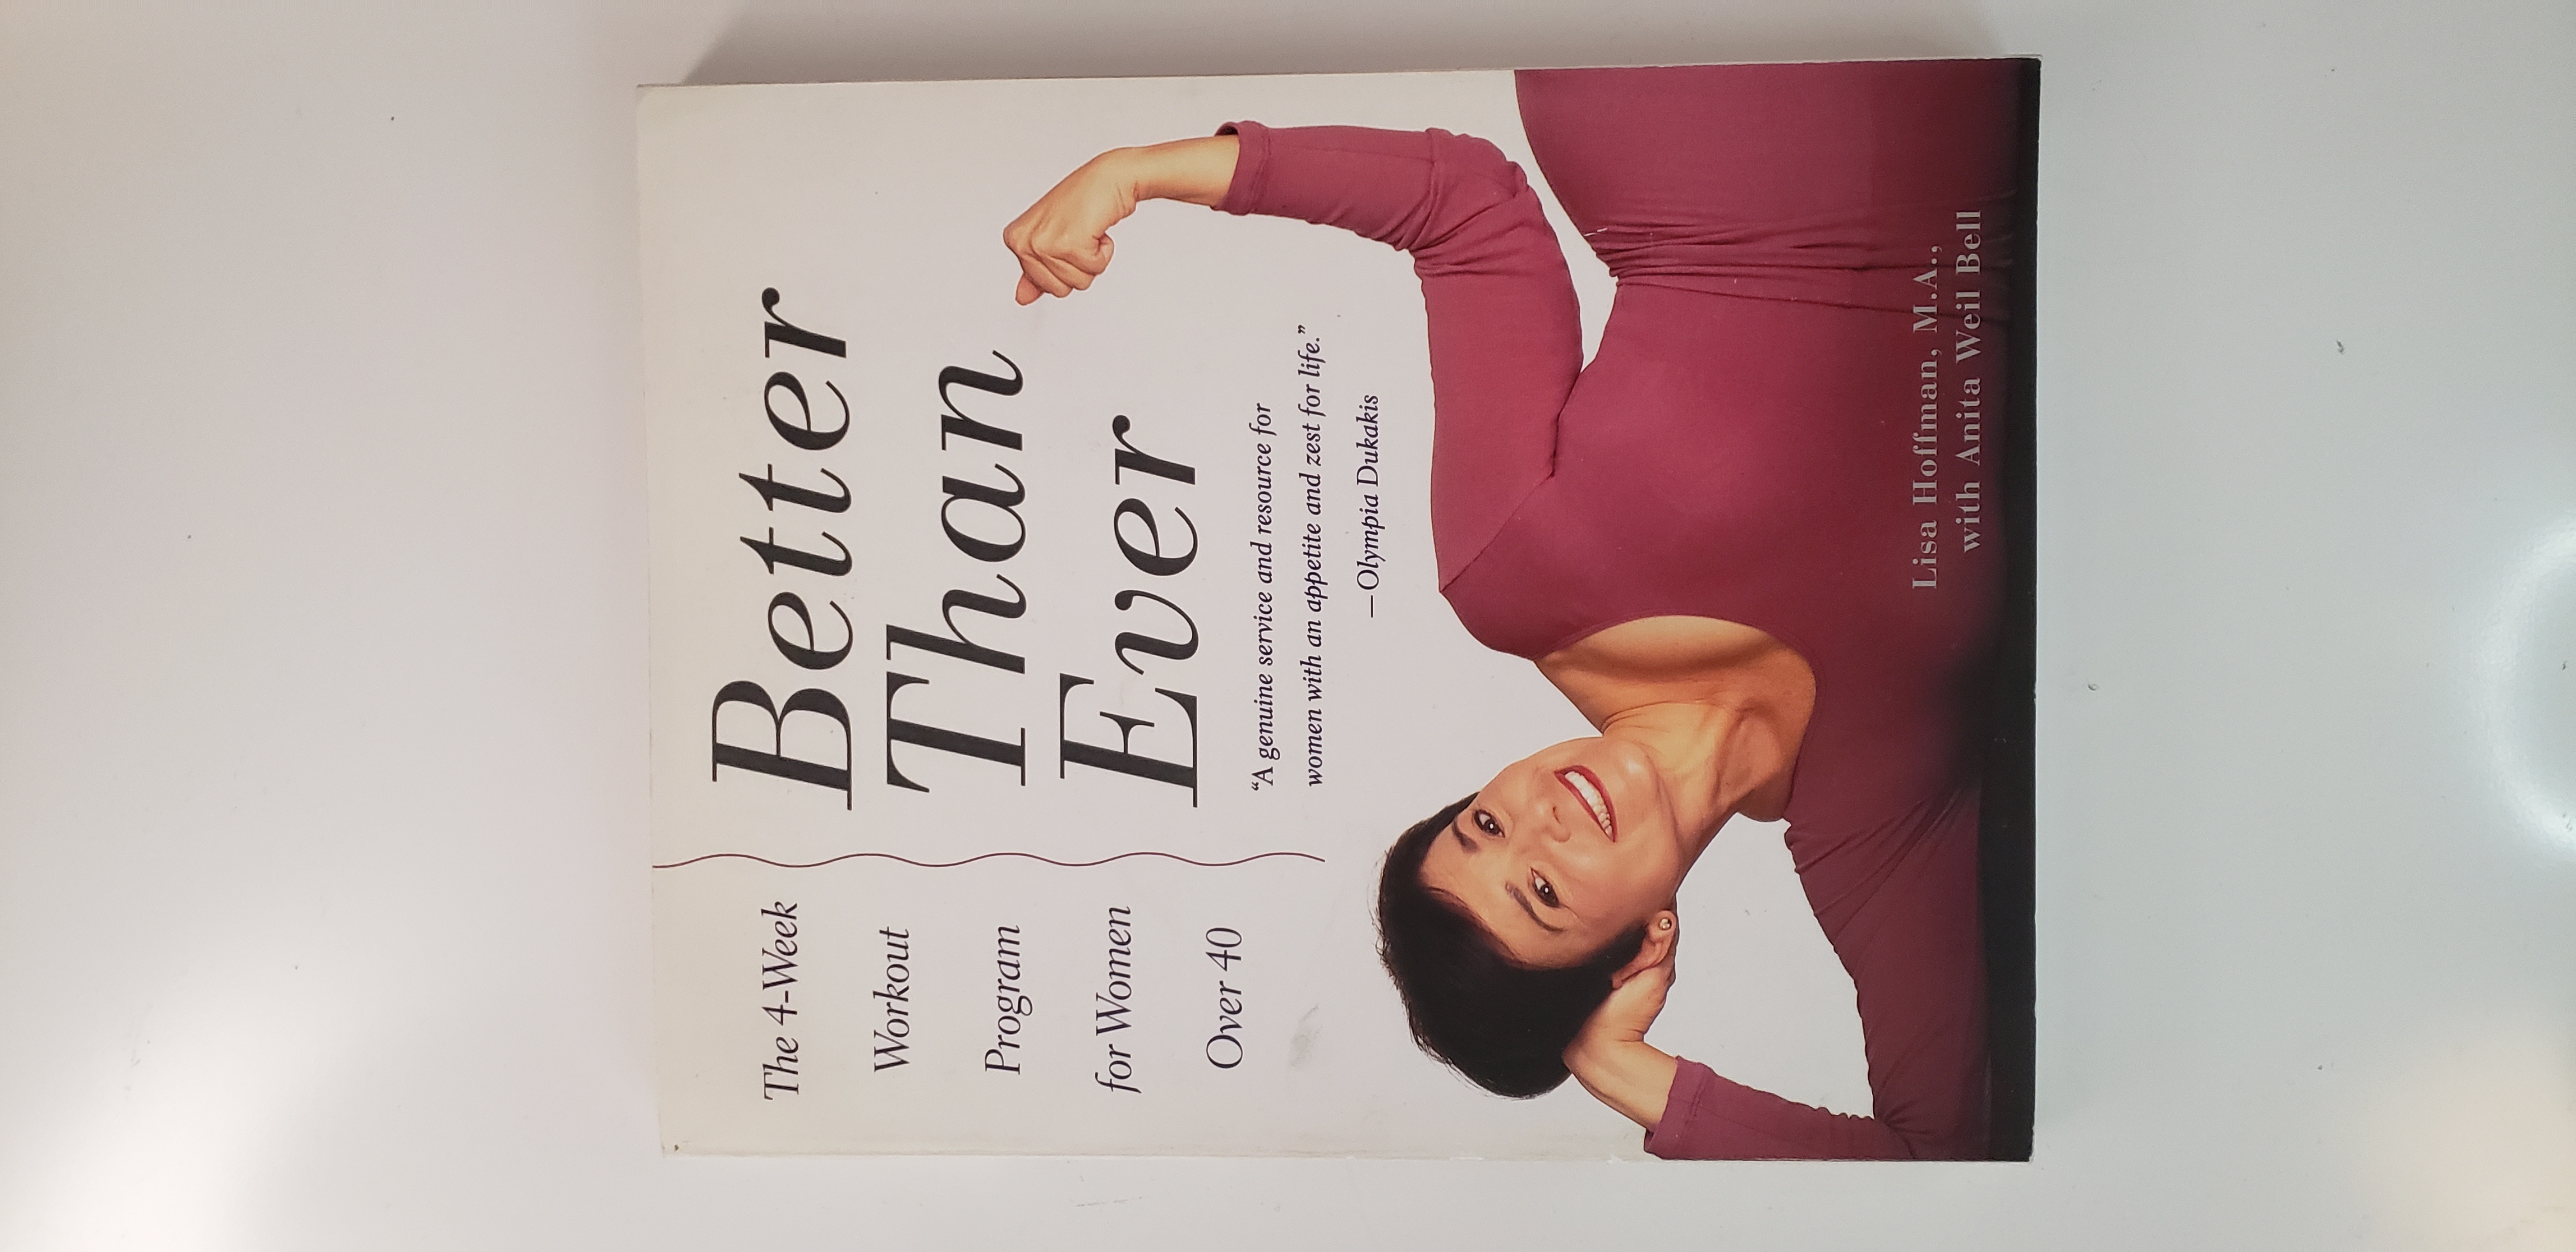 The 4-Week
Workout
Program
for Women
Over 40
Better
Than
Ever
“A genuine service and resource for
women with an appetite and zest for life.”
—Olympia Dukakis
Lisa Hoffman, M.A.,
with Anita Weil Bell